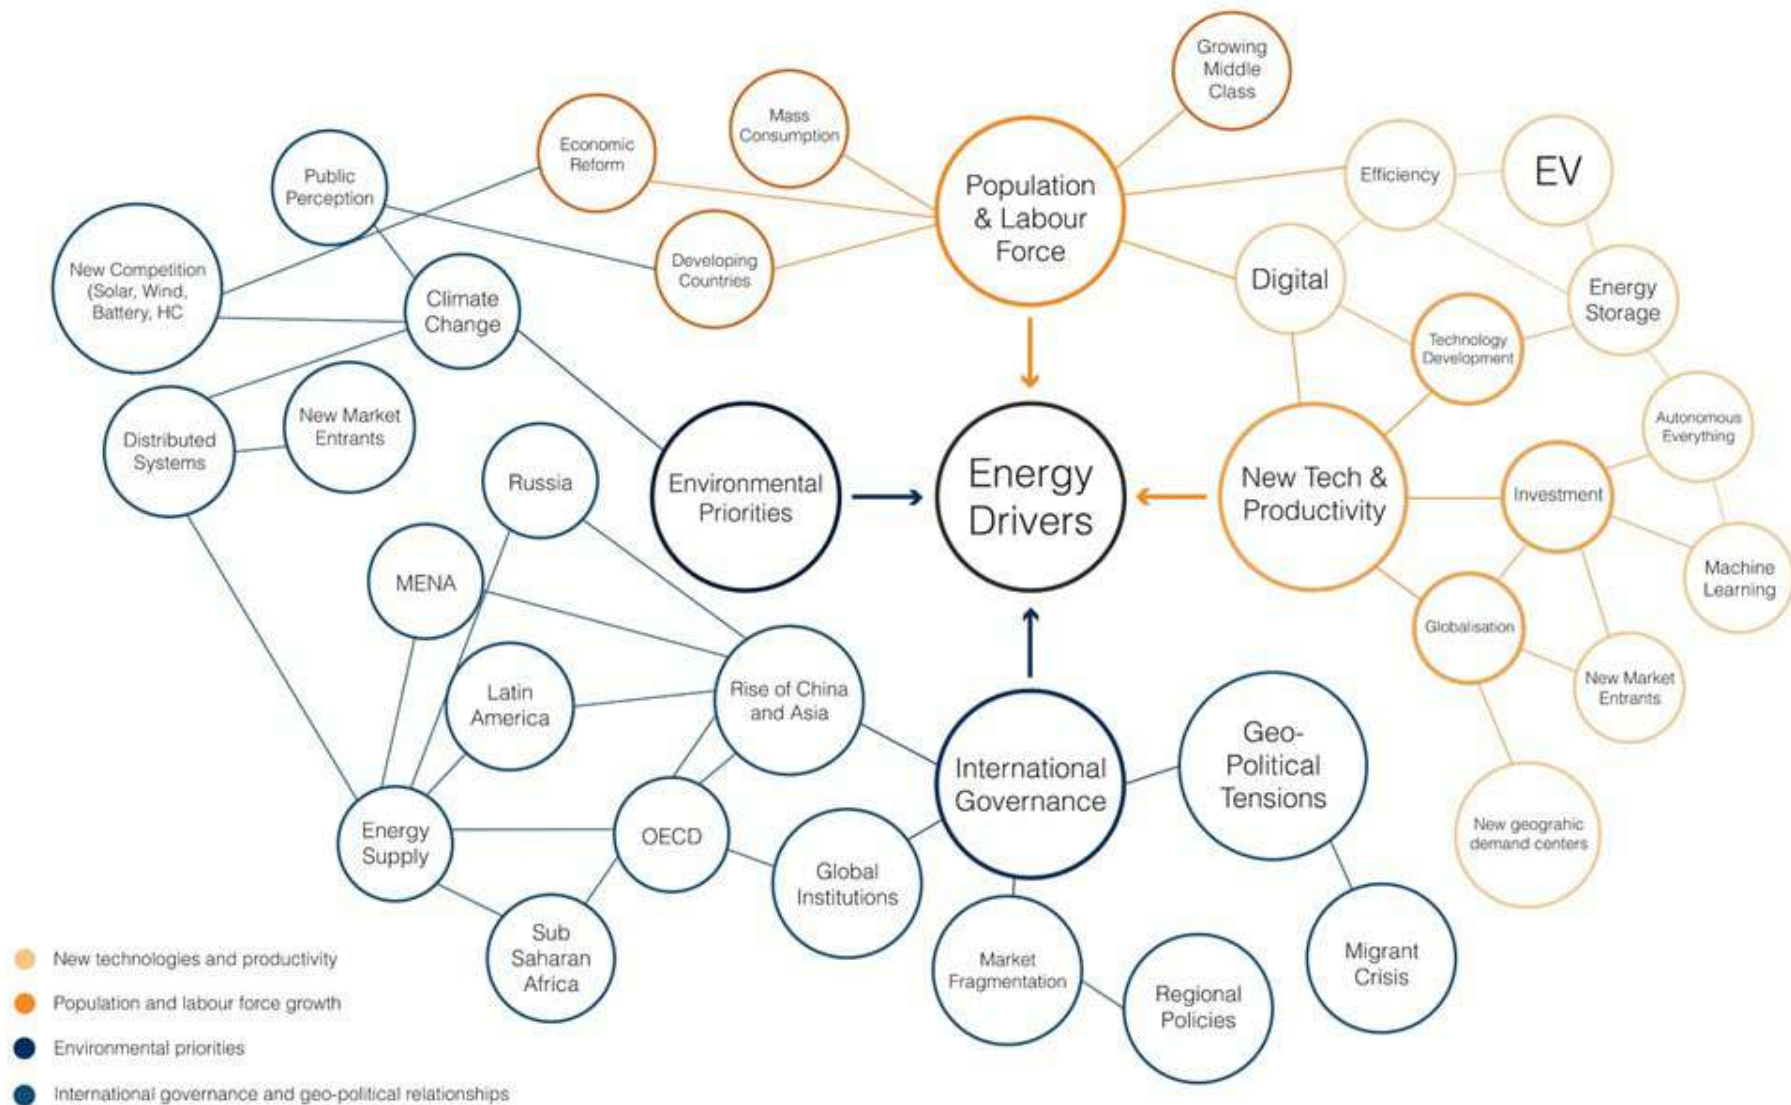 Growing
Middle
Class
Mass
Consumption
Economic
Reform
Public
Perception
Population
& Labour
Force
Efficiency
EV
New Competition
(Solar, Wind,
Battery, HC
Climate
Change
Developing
Countries
Digital
Energy
Storage
Technology
Development
Distributed
Systems
New Market
Entrants
Russia
Environmental
Priorities
Energy
Drivers
New Tech &
Productivity
Investment
Autonomous
Everything
MENA
Machine
Learning
Globalisation
Latin
America
Rise of China
and Asia
New Market
Entrants
International
Governance
Geo-
Political
Tensions
Energy
Supply
OECD
Global
Institutions
New geograhic
demand centers
Sub
Saharan
Africa
Market
Fragmentation
Regional
Policies
Migrant
Crisis
New technologies and productivity
Population and labour force growth
Environmental priorities
International governance and geo-political relationships